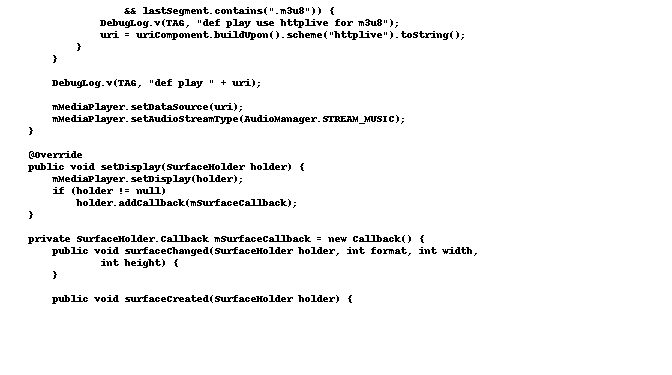 && lastSegment.contains(".m3u8")) {
DebugLog.v(TAG, "def play use httplive for m3u8");
uri = uriComponent.buildUpon().scheme("httplive").toString();
}
}
DebugLog.v(TAG, "def play " + uri);
mMediaPlayer.setDataSource(uri);
mMediaPlayer.setAudioStreamType(AudioManager.STREAM_MUSIC);
}
@Override
public void setDisplay(SurfaceHolder holder) {
mMediaPlayer.setDisplay(holder);
if (holder != null)
holder.addCallback(mSurfaceCallback);
}
private SurfaceHolder.Callback mSurfaceCallback = new Callback() {
public void surfaceChanged(SurfaceHolder holder, int format, int width,
int height) {
}
public void surfaceCreated(SurfaceHolder holder) {